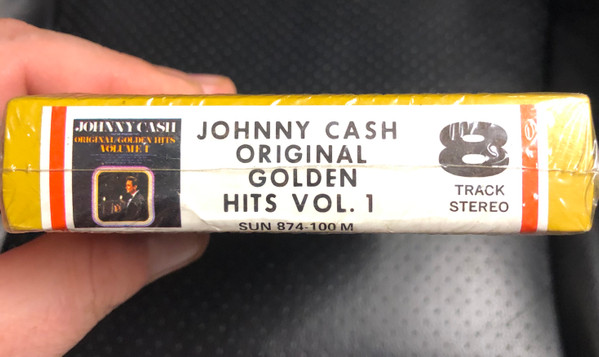 JOHNNY CASH
ORIGINAL GOLDEN HITS
VOLUME I
JOHNNY CASH
ORIGINAL
GOLDEN
HITS VOL. 1
SUN 874-100 M
8
TRACK
STEREO